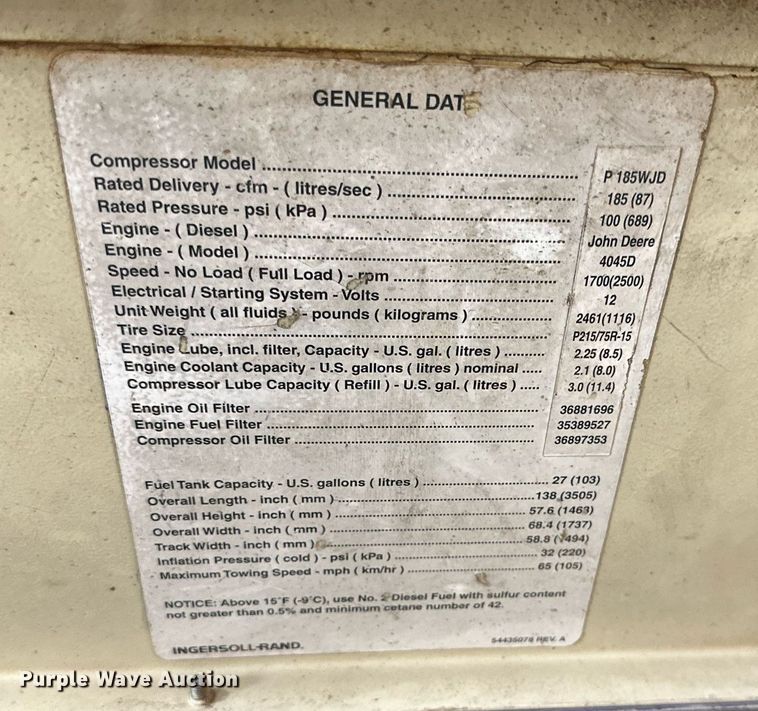 GENERAL DATA
Compressor Model .......... P 185WJD
Rated Delivery - cfm - ( litres/sec ) .......... 185 (87)
Rated Pressure - psi ( kPa ) .......... 100 (689)
Engine - ( Diesel ) .......... John Deere
Engine - ( Model ) .......... 4045D
Speed - No Load ( Full Load ) - rpm .......... 1700(2500)
Electrical / Starting System - Volts .......... 12
Unit Weight ( all fluids ) - pounds ( kilograms ) .......... 2461(1116)
Tire Size .......... P215/75R-15
Engine Lube, incl. filter, Capacity - U.S. gal. ( litres ) .......... 2.25 (8.5)
Engine Coolant Capacity - U.S. gallons ( litres ) nominal ..... 2.1 (8.0)
Compressor Lube Capacity ( Refill ) - U.S. gal. ( litres ) ..... 3.0 (11.4)
Engine Oil Filter .......... 36881696
Engine Fuel Filter .......... 35389527
Compressor Oil Filter .......... 36897353
Fuel Tank Capacity - U.S. gallons ( litres ) .......... 27 (103)
Overall Length - inch ( mm ) .......... 138 (3505)
Overall Height - inch ( mm ) .......... 57.6 (1463)
Overall Width - inch ( mm ) .......... 68.4 (1737)
Track Width - inch ( mm ) .......... 58.8 (1494)
Inflation Pressure ( cold ) - psi ( kPa ) .......... 32 (220)
Maximum Towing Speed - mph ( km/hr ) .......... 65 (105)
NOTICE: Above 15°F (-9°C), use No. 2 Diesel Fuel with sulfur content
not greater than 0.5% and minimum cetane number of 42.
INGERSOLL-RAND. 54435078 REV. A
Purple Wave Auction